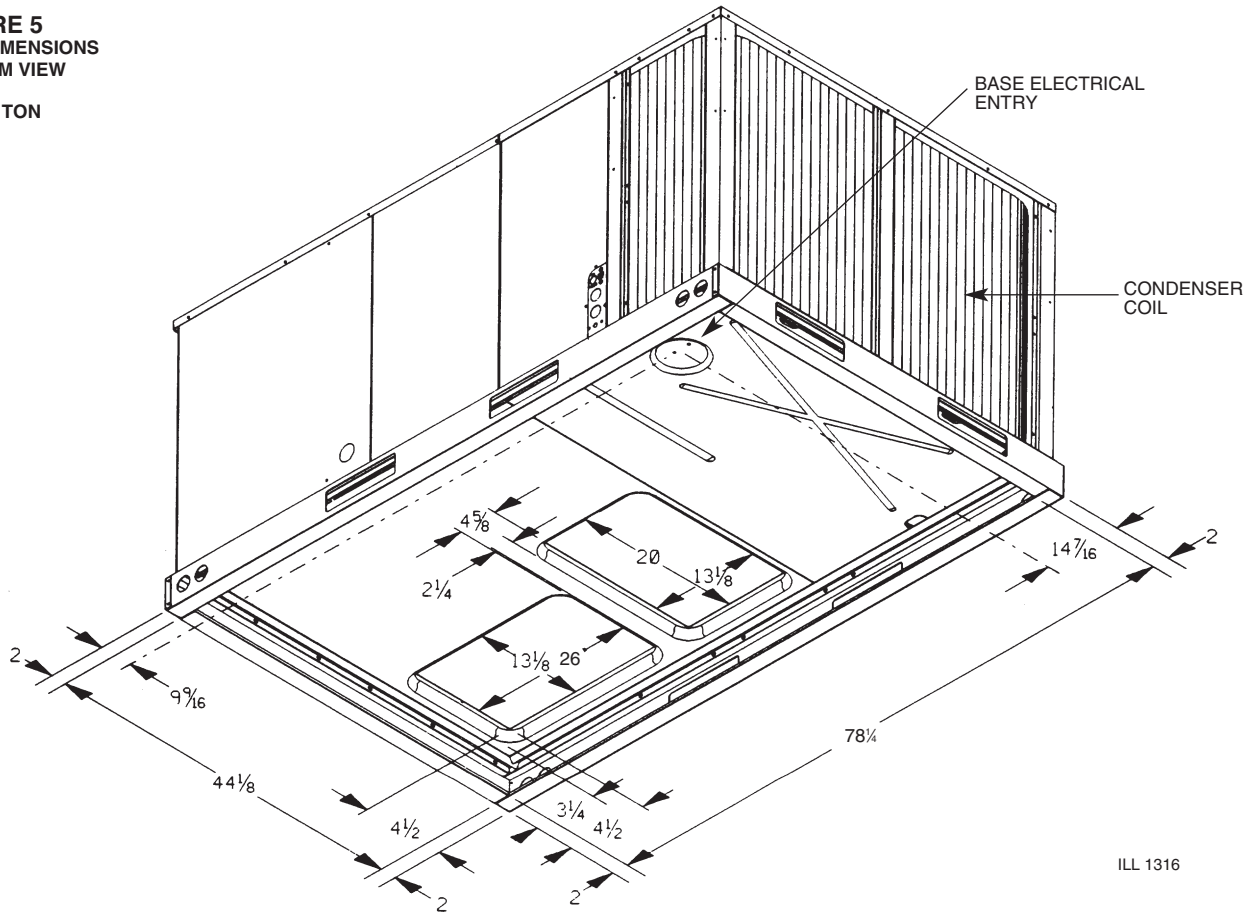 RE 5
MENSIONS
M VIEW
TON
BASE ELECTRICAL
ENTRY
CONDENSER
COIL
4⅝
20
13⅛
2¼
14⁷⁄₁₆
2
13⅛
26
2
9⁹⁄₁₆
78¼
44⅛
3¼
4½
4½
2
2
ILL 1316